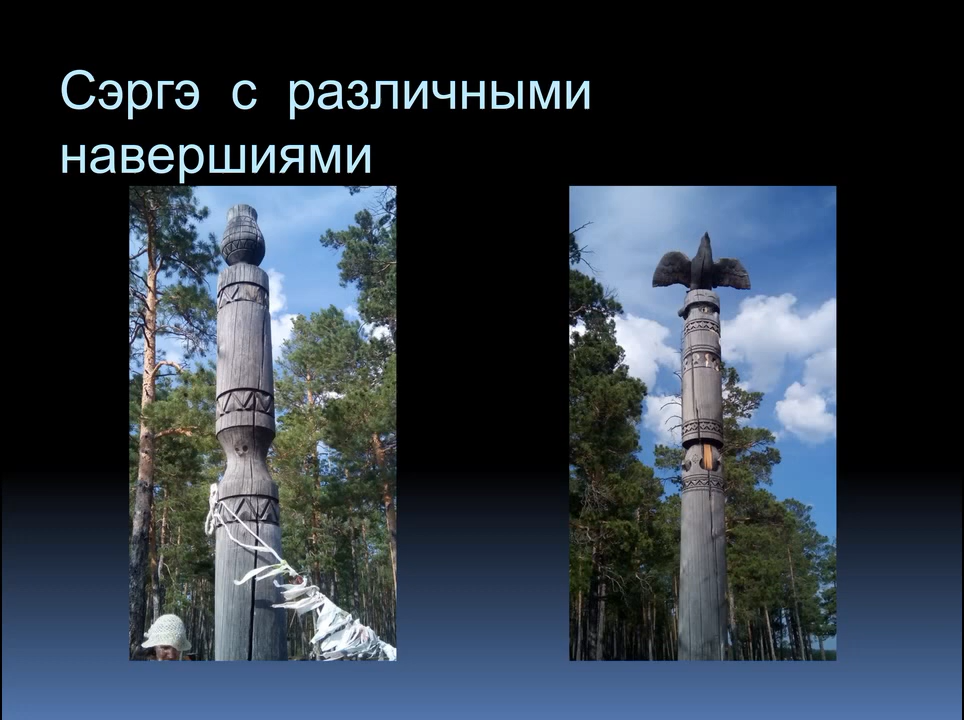 Сэргэ с различными
навершиями